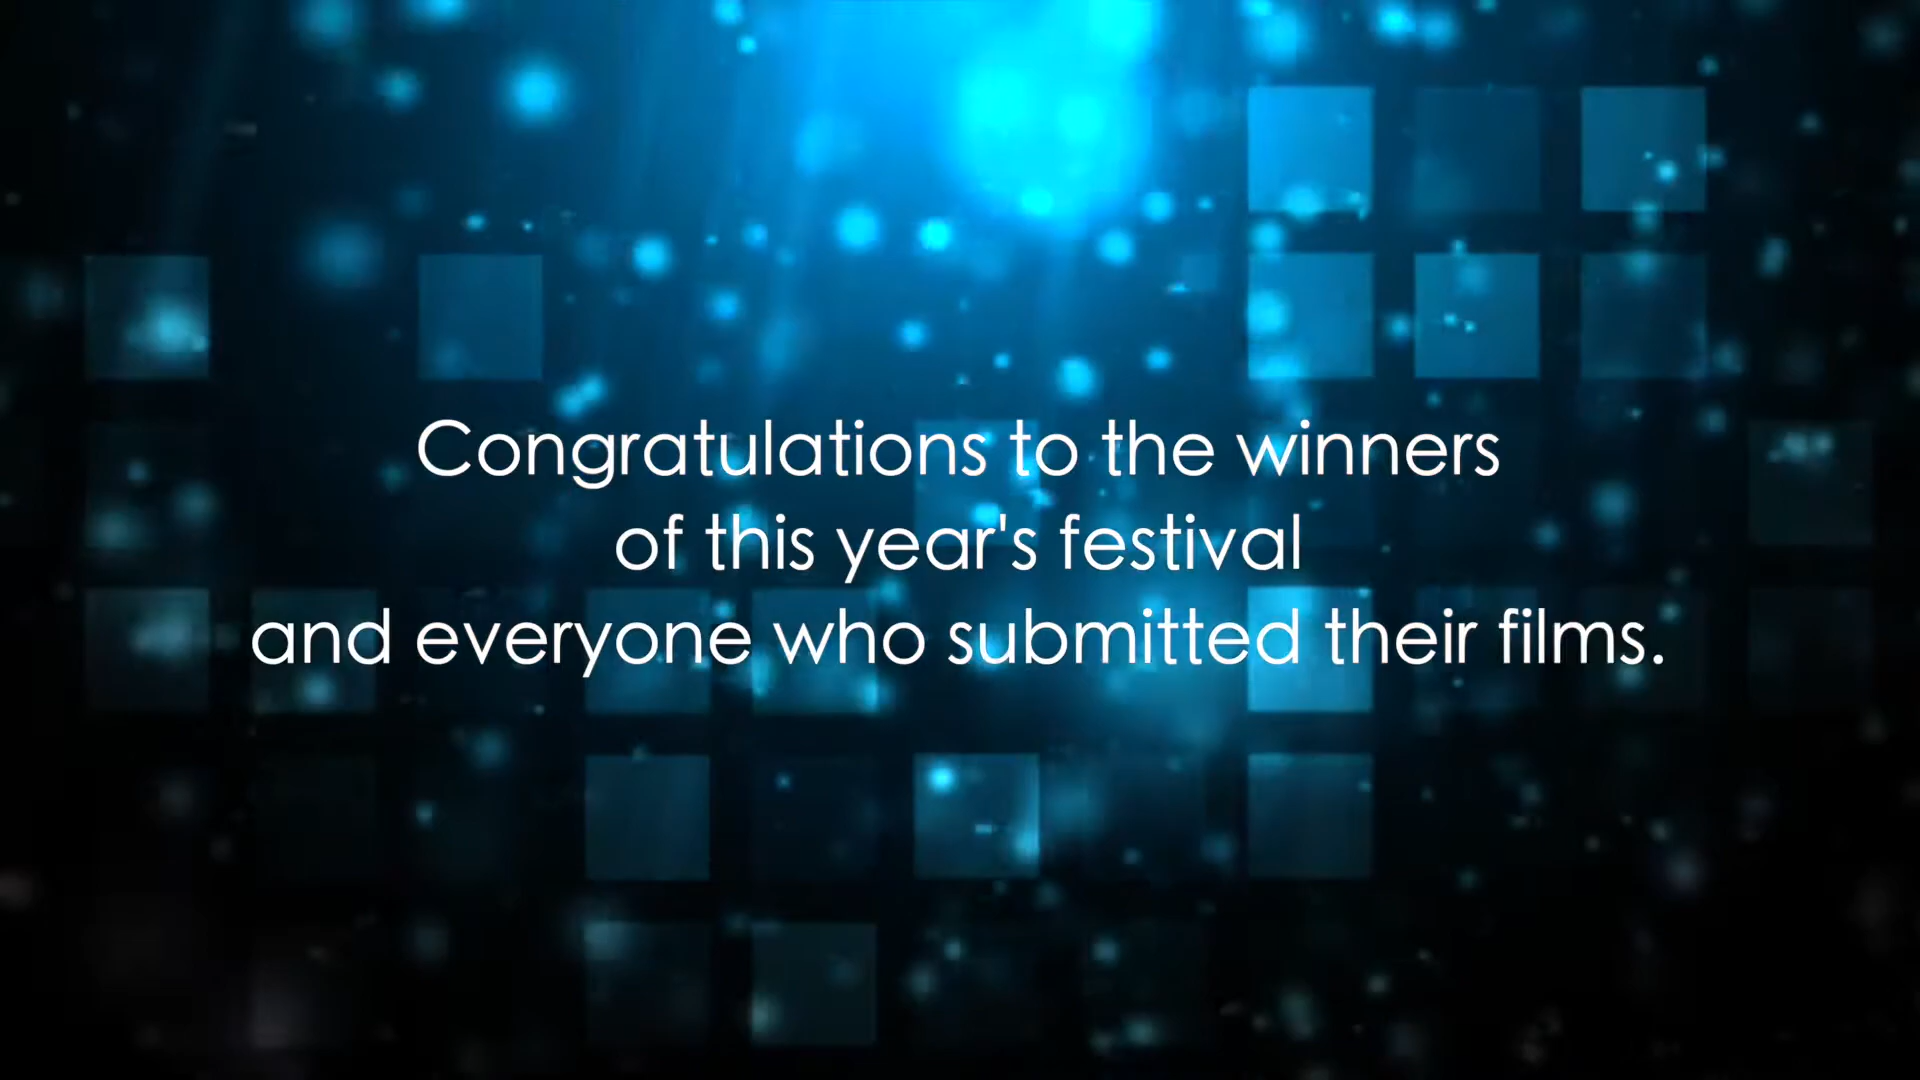 Congratulations to the winners
of this year's festival
and everyone who submitted their films.